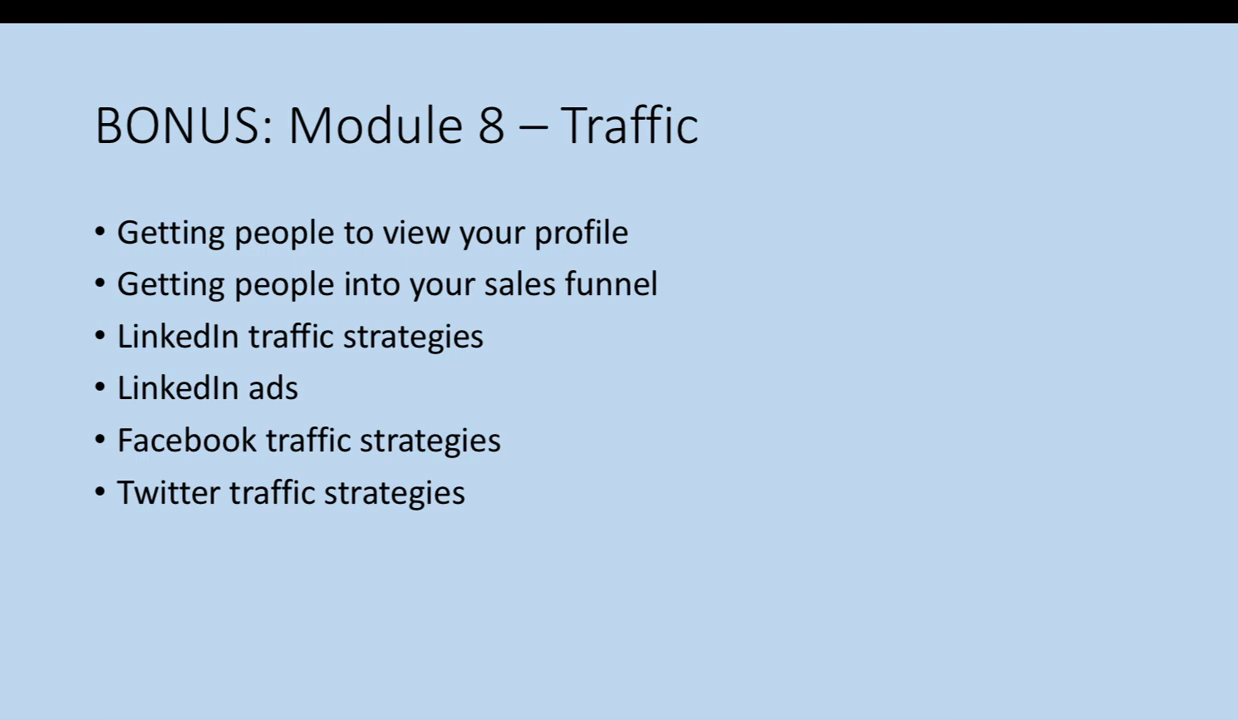 BONUS: Module 8 – Traffic
• Getting people to view your profile
• Getting people into your sales funnel
• LinkedIn traffic strategies
• LinkedIn ads
• Facebook traffic strategies
• Twitter traffic strategies